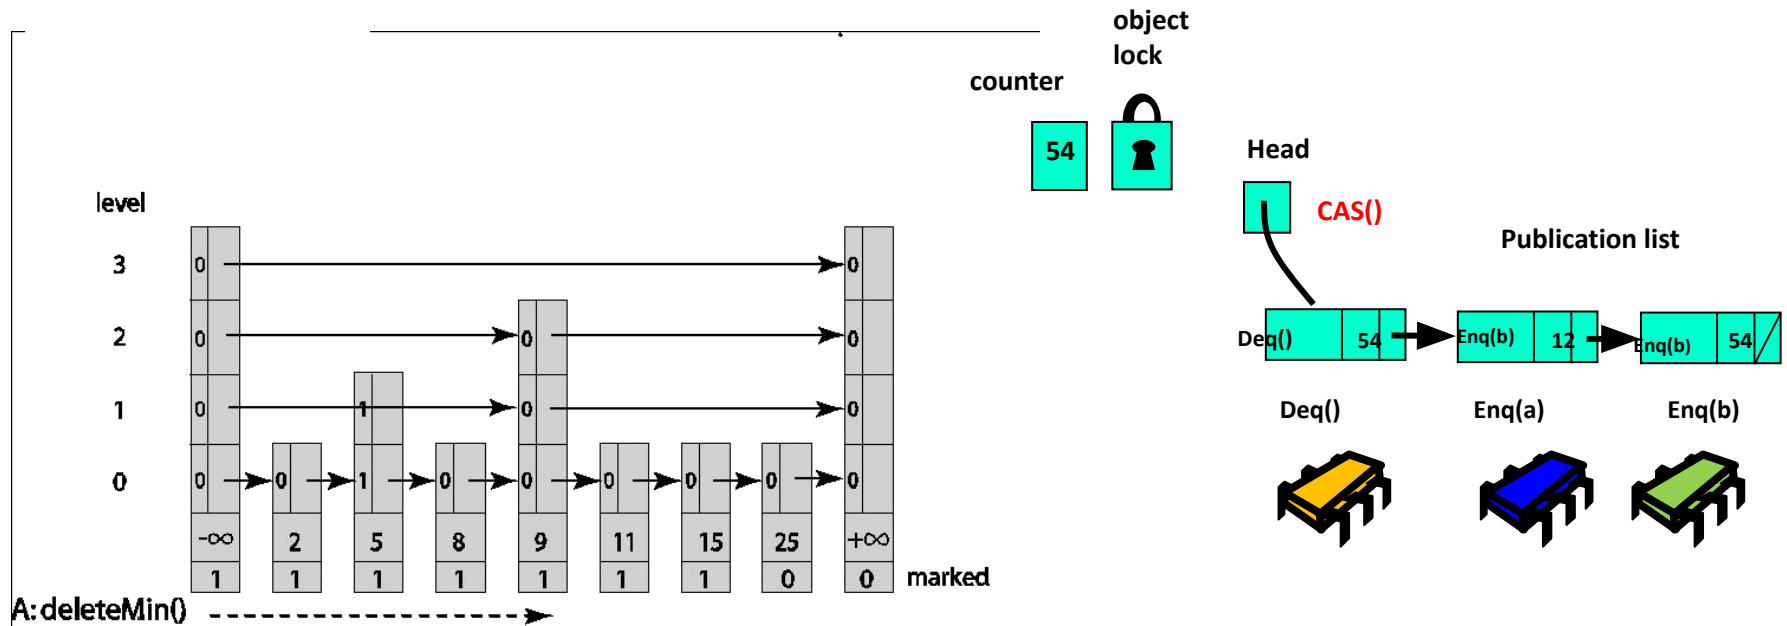 object
lock
counter
54
Head
CAS()
Publication list
level
3 0 0
2 0 0 0
1 0 1 0 0
0 0 0 1 0 0 0 0 0 0
-∞ 2 5 8 9 11 15 25 +∞
1 1 1 1 1 1 1 0 0 marked
A: deleteMin()
Deq() 54 Enq(b) 12 Enq(b) 54
Deq() Enq(a) Enq(b)